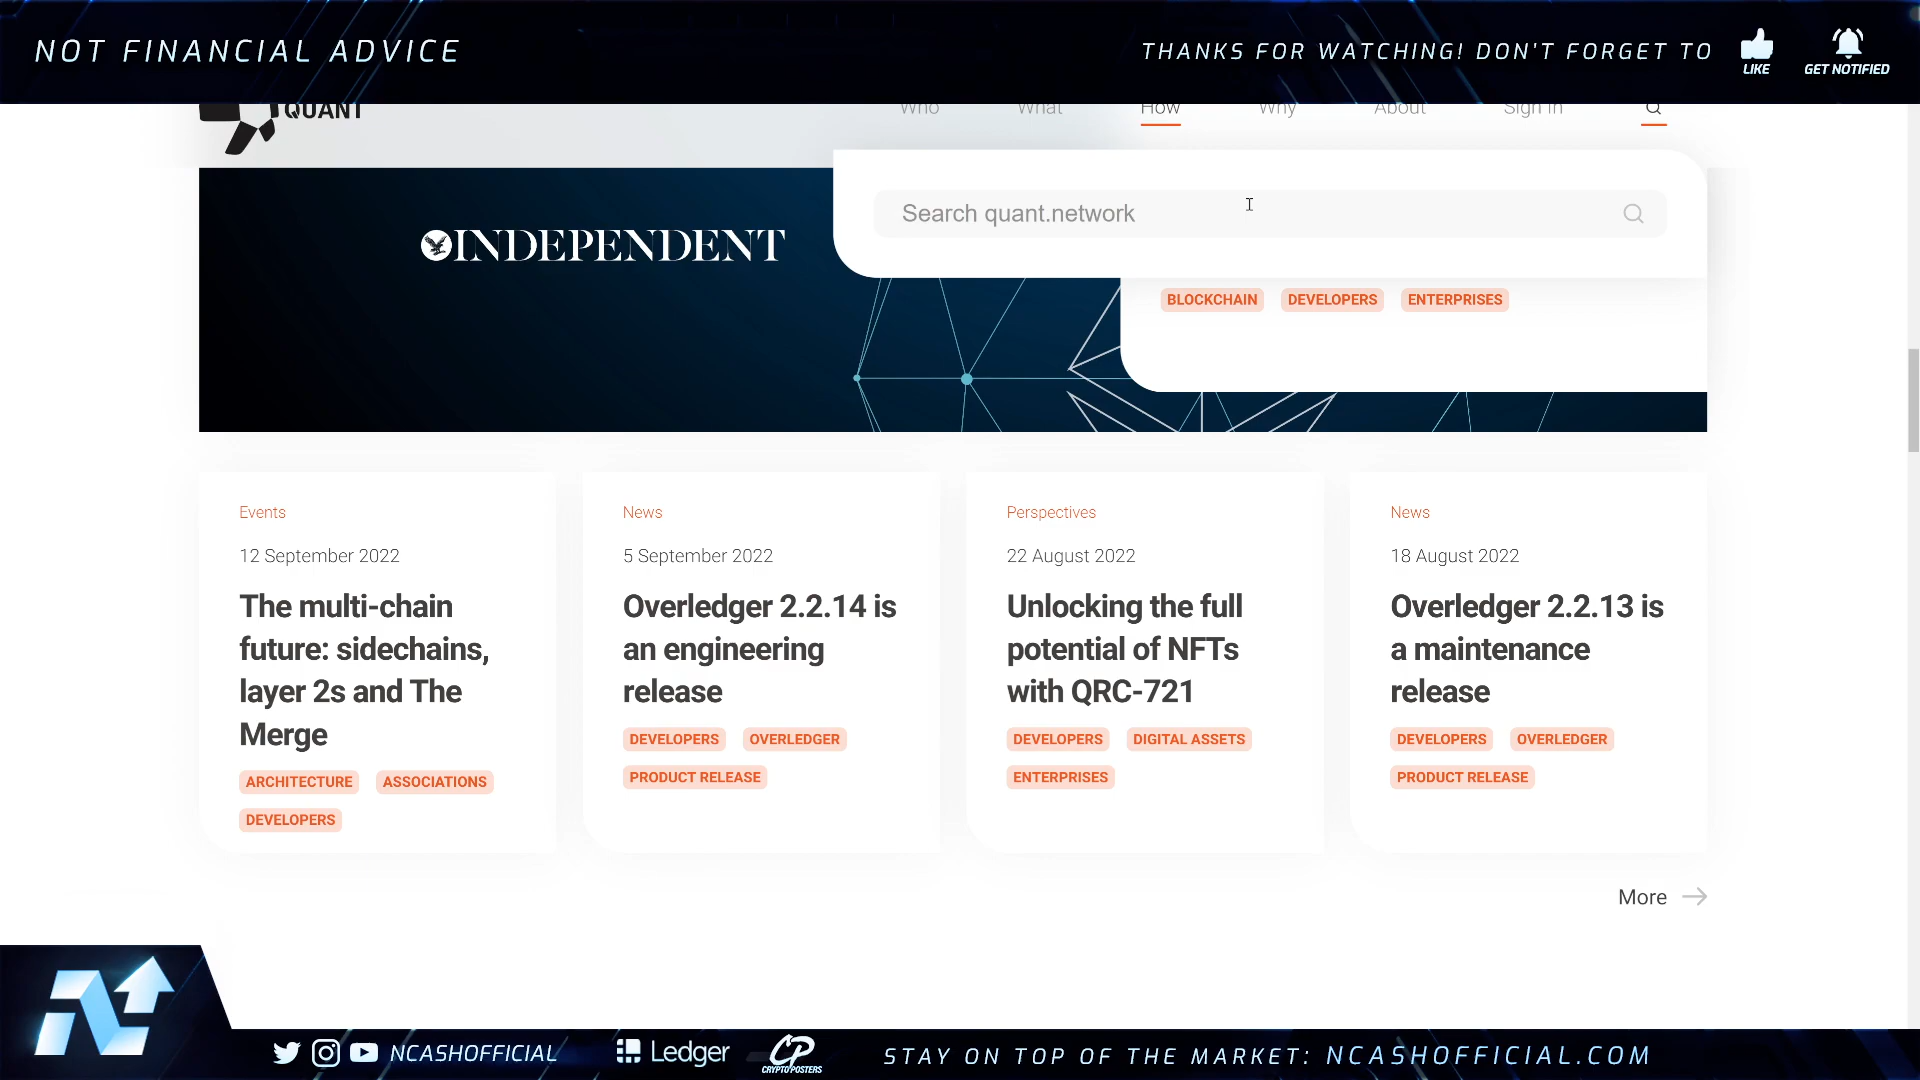 NOT FINANCIAL ADVICE
THANKS FOR WATCHING! DON'T FORGET TO
LIKE
GET NOTIFIED
QUANT
Who What How Why About Sign In
Search quant.network
INDEPENDENT
BLOCKCHAIN DEVELOPERS ENTERPRISES
Events
12 September 2022
The multi-chain
future: sidechains,
layer 2s and The
Merge
ARCHITECTURE ASSOCIATIONS
DEVELOPERS
News
5 September 2022
Overledger 2.2.14 is
an engineering
release
DEVELOPERS OVERLEDGER
PRODUCT RELEASE
Perspectives
22 August 2022
Unlocking the full
potential of NFTs
with QRC-721
DEVELOPERS DIGITAL ASSETS
ENTERPRISES
News
18 August 2022
Overledger 2.2.13 is
a maintenance
release
DEVELOPERS OVERLEDGER
PRODUCT RELEASE
More
NCASHOFFICIAL
Ledger
CP
CRYPTOPOSTERS
STAY ON TOP OF THE MARKET: NCASHOFFICIAL.COM